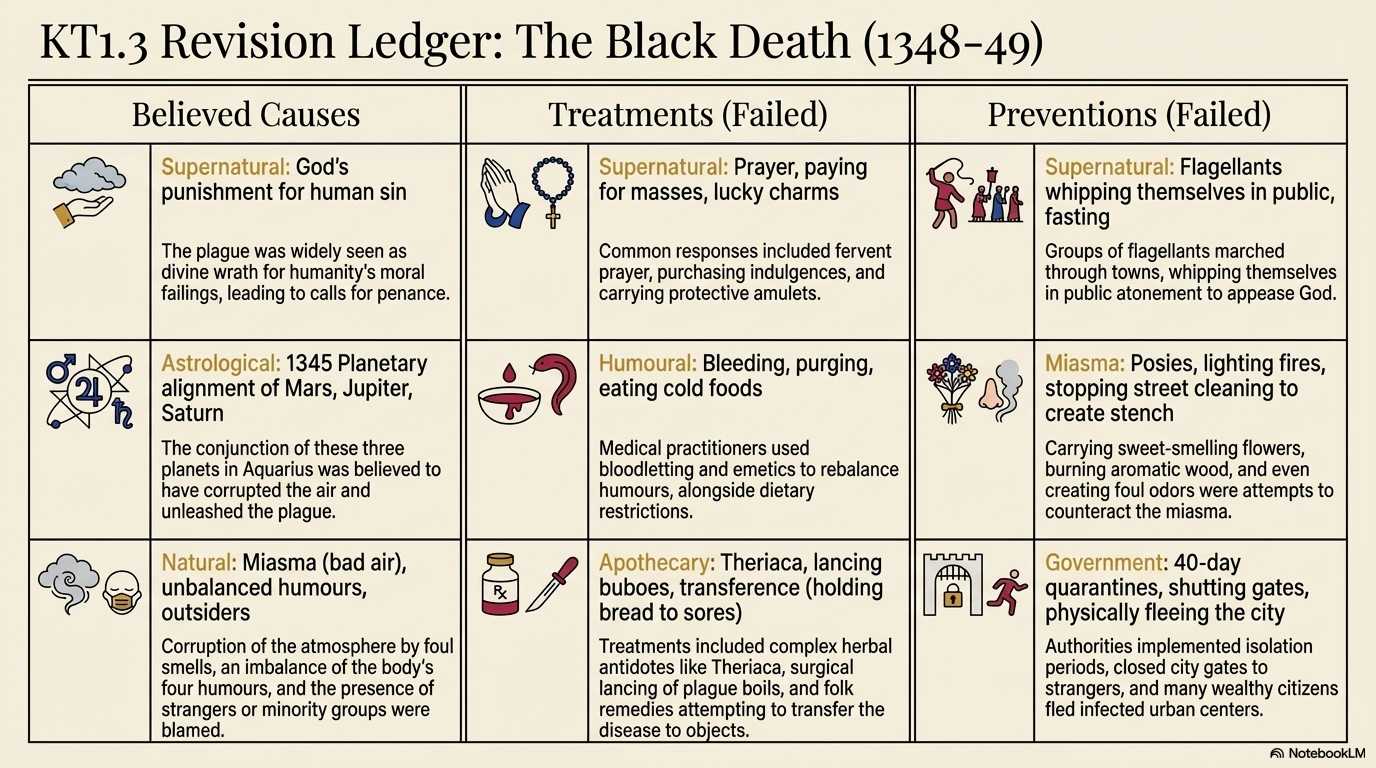 KT1.3 Revision Ledger: The Black Death (1348-49)
Believed Causes
Treatments (Failed)
Preventions (Failed)
Supernatural: God's
punishment for human sin
The plague was widely seen as
divine wrath for humanity's moral
failings, leading to calls for penance.
Supernatural: Prayer, paying
for masses, lucky charms
Common responses included fervent
prayer, purchasing indulgences, and
carrying protective amulets.
Supernatural: Flagellants
whipping themselves in public,
fasting
Groups of flagellants marched
through towns, whipping themselves
in public atonement to appease God.
Astrological: 1345 Planetary
alignment of Mars, Jupiter,
Saturn
The conjunction of these three
planets in Aquarius was believed to
have corrupted the air and
unleashed the plague.
Humoural: Bleeding, purging,
eating cold foods
Medical practitioners used
bloodletting and emetics to rebalance
humours, alongside dietary
restrictions.
Miasma: Posies, lighting fires,
stopping street cleaning to
create stench
Carrying sweet-smelling flowers,
burning aromatic wood, and even
creating foul odors were attempts to
counteract the miasma.
Natural: Miasma (bad air),
unbalanced humours,
outsiders
Corruption of the atmosphere by foul
smells, an imbalance of the body's
four humours, and the presence of
strangers or minority groups were
blamed.
Rx
Apothecary: Theriaca, lancing
buboes, transference (holding
bread to sores)
Treatments included complex herbal
antidotes like Theriaca, surgical
lancing of plague boils, and folk
remedies attempting to transfer the
disease to objects.
Government: 40-day
quarantines, shutting gates,
physically fleeing the city
Authorities implemented isolation
periods, closed city gates to
strangers, and many wealthy citizens
fled infected urban centers.
NotebookLM